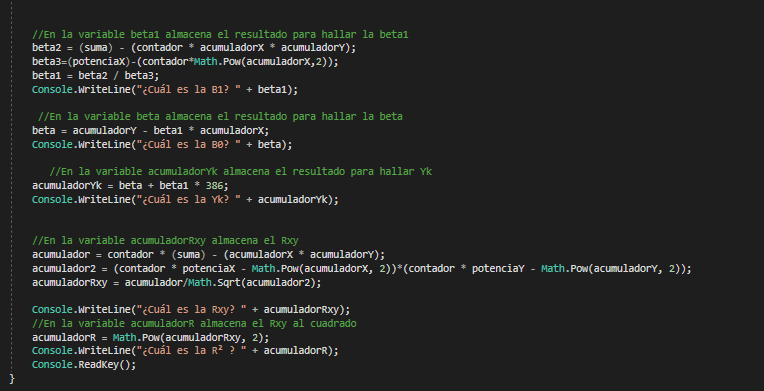 //En la variable beta1 almacena el resultado para hallar la beta1
beta2 = (suma) - (contador * acumuladorX * acumuladorY);
beta3=(potenciaX)-(contador*Math.Pow(acumuladorX,2));
beta1 = beta2 / beta3;
Console.WriteLine("¿Cuál es la B1? " + beta1);
//En la variable beta almacena el resultado para hallar la beta
beta = acumuladorY - beta1 * acumuladorX;
Console.WriteLine("¿Cuál es la B0? " + beta);
//En la variable acumuladorYk almacena el resultado para hallar Yk
acumuladorYk = beta + beta1 * 386;
Console.WriteLine("¿Cuál es la Yk? " + acumuladorYk);
//En la variable acumuladorRxy almacena el Rxy
acumulador = contador * (suma) - (acumuladorX * acumuladorY);
acumulador2 = (contador * potenciaX - Math.Pow(acumuladorX, 2))*(contador * potenciaY - Math.Pow(acumuladorY, 2));
acumuladorRxy = acumulador/Math.Sqrt(acumulador2);
Console.WriteLine("¿Cuál es la Rxy? " + acumuladorRxy);
//En la variable acumuladorR almacena el Rxy al cuadrado
acumuladorR = Math.Pow(acumuladorRxy, 2);
Console.WriteLine("¿Cuál es la R² ? " + acumuladorR);
Console.ReadKey();
}